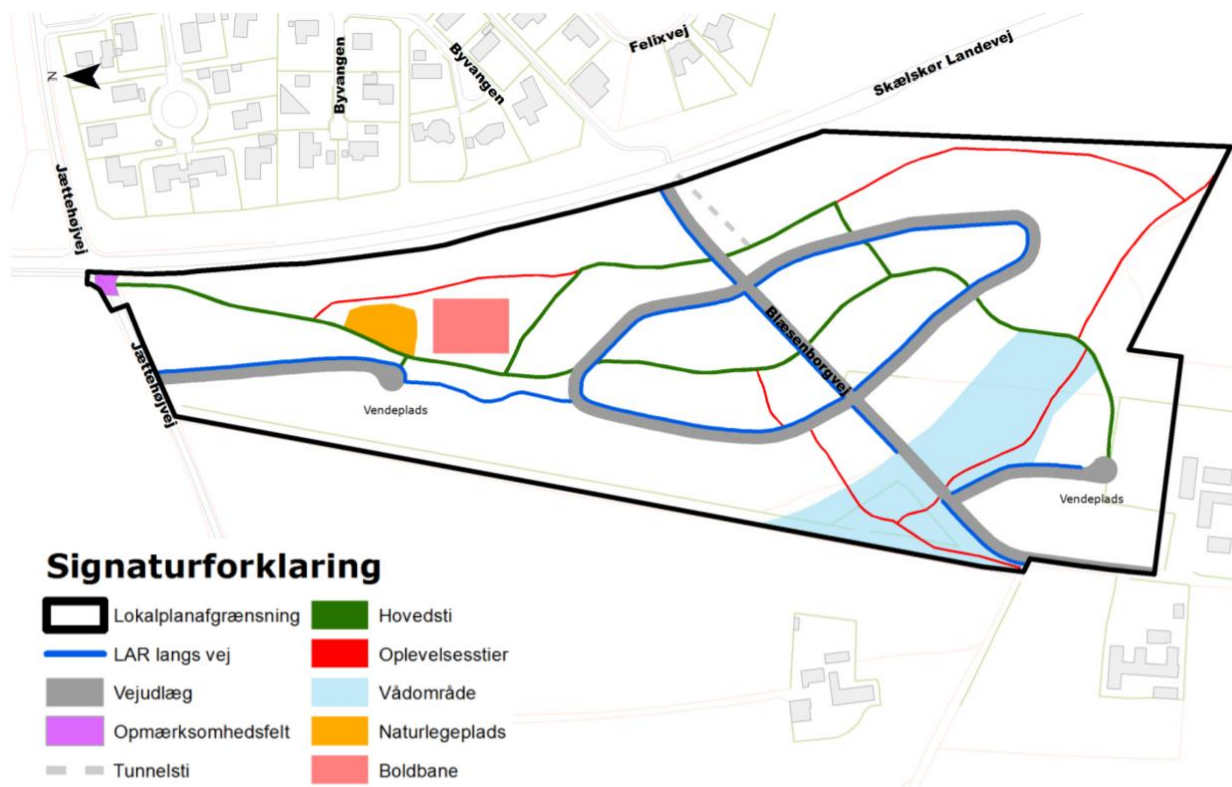 Felixvej
Byvangen
Byvangen
Skælskør Landevej
N
Jættehøjvej
Jættehøjvej
Blæsenborgvej
Vendeplads
Vendeplads
Signaturforklaring
Lokalplanafgrænsning
LAR langs vej
Vejudlæg
Opmærksomhedsfelt
Tunnelsti
Hovedsti
Oplevelsesstier
Vådområde
Naturlegeplads
Boldbane